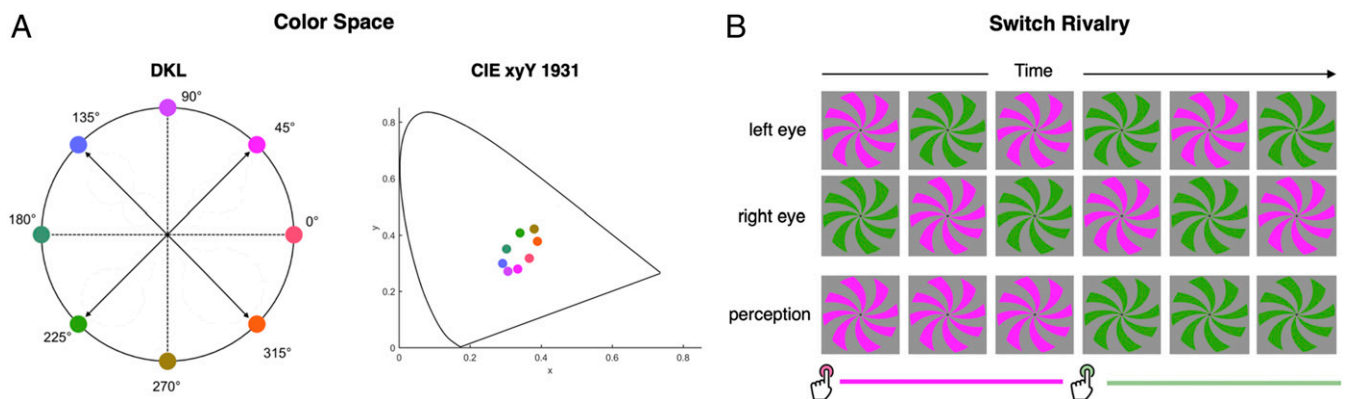 A
Color Space
DKL
90°
135°
45°
180°
0°
225°
315°
270°
CIE xyY 1931
0.8
0.6
y
0.4
0.2
0
0
0.2
0.4
0.6
0.8
x
B
Switch Rivalry
Time
left eye
right eye
perception